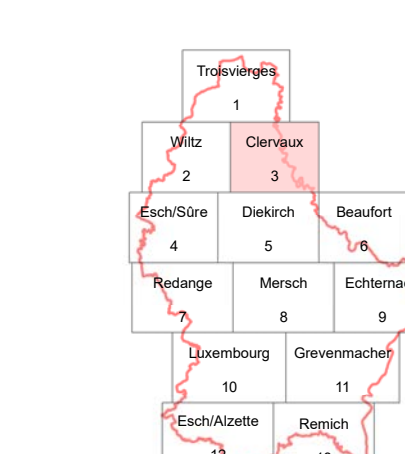 Troisvierges
1
Wiltz
2
Clervaux
3
Esch/Sûre
4
Diekirch
5
Beaufort
6
Redange
7
Mersch
8
Echterna
9
Luxembourg
10
Grevenmacher
11
Esch/Alzette
Remich